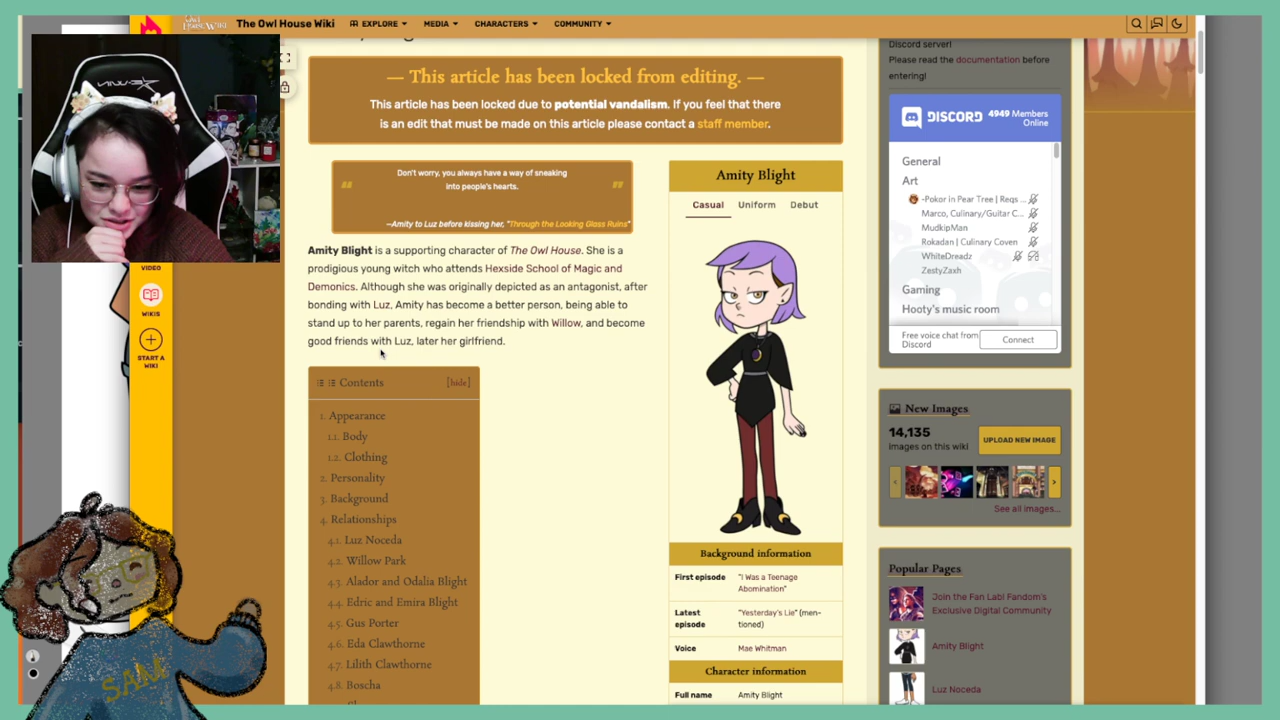 The Owl House Wiki
EXPLORE
MEDIA
CHARACTERS
COMMUNITY
— This article has been locked from editing. —
This article has been locked due to potential vandalism. If you feel that there
is an edit that must be made on this article please contact a staff member.
Don't worry, you always have a way of sneaking
into people's hearts.
—Amity to Luz before kissing her, "Through the Looking Glass Ruins"
Amity Blight is a supporting character of The Owl House. She is a
prodigious young witch who attends Hexside School of Magic and
Demonics. Although she was originally depicted as an antagonist, after
bonding with Luz, Amity has become a better person, being able to
stand up to her parents, regain her friendship with Willow, and become
good friends with Luz, later her girlfriend.
Contents [hide]
1. Appearance
1.1. Body
1.2. Clothing
2. Personality
3. Background
4. Relationships
4.1. Luz Noceda
4.2. Willow Park
4.3. Alador and Odalia Blight
4.4. Edric and Emira Blight
4.5. Gus Porter
4.6. Eda Clawthorne
4.7. Lilith Clawthorne
4.8. Boscha
Amity Blight
Casual Uniform Debut
Background information
First episode "I Was a Teenage
Abomination"
Latest
episode
"Yesterday's Lie" (men-
tioned)
Voice Mae Whitman
Character information
Full name Amity Blight
Discord server!
Please read the documentation before
entering!
DISCORD 4949 Members
Online
General
Art
-Pokor in Pear Tree | Reqs ...
Marco, Culinary/Guitar C...
MudkipMan
Rokadan | Culinary Coven
WhiteDreadz
ZestyZaxh
Gaming
Hooty's music room
Free voice chat from
Discord
Connect
New Images
14,135
Images on this wiki
UPLOAD NEW IMAGE
See all images...
Popular Pages
Join the Fan Lab! Fandom's
Exclusive Digital Community
Amity Blight
Luz Noceda
VIDEO
WIKIS
START A
WIKI
SAM